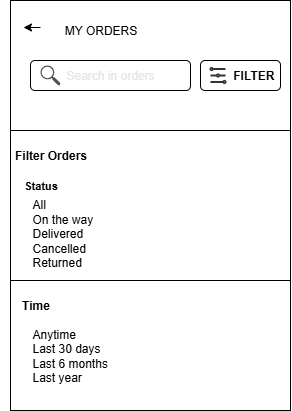 MY ORDERS
Search in orders
FILTER
Filter Orders
Status
All
On the way
Delivered
Cancelled
Returned
Time
Anytime
Last 30 days
Last 6 months
Last year